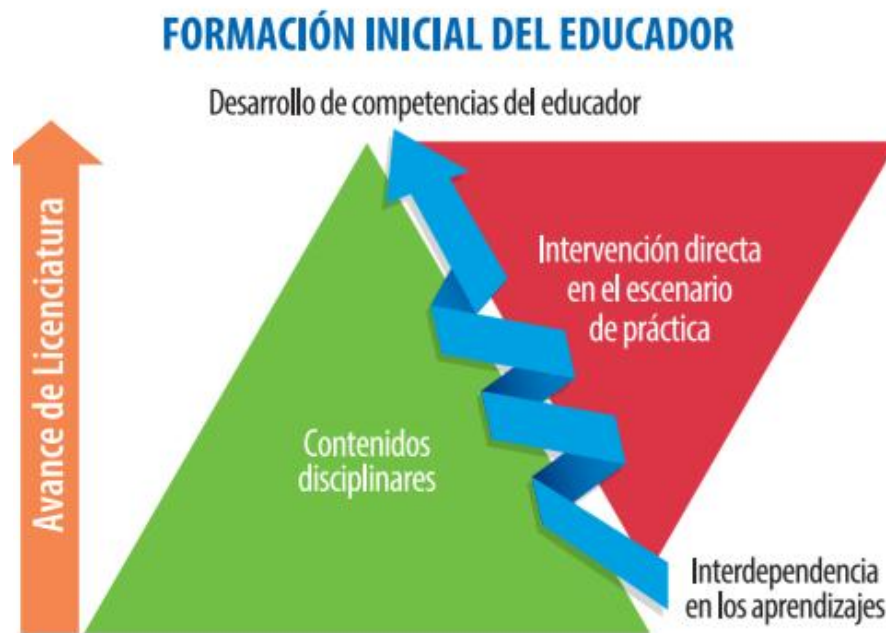 FORMACIÓN INICIAL DEL EDUCADOR
Desarrollo de competencias del educador
Avance de Licenciatura
Intervención directa
en el escenario
de práctica
Contenidos
disciplinares
Interdependencia
en los aprendizajes